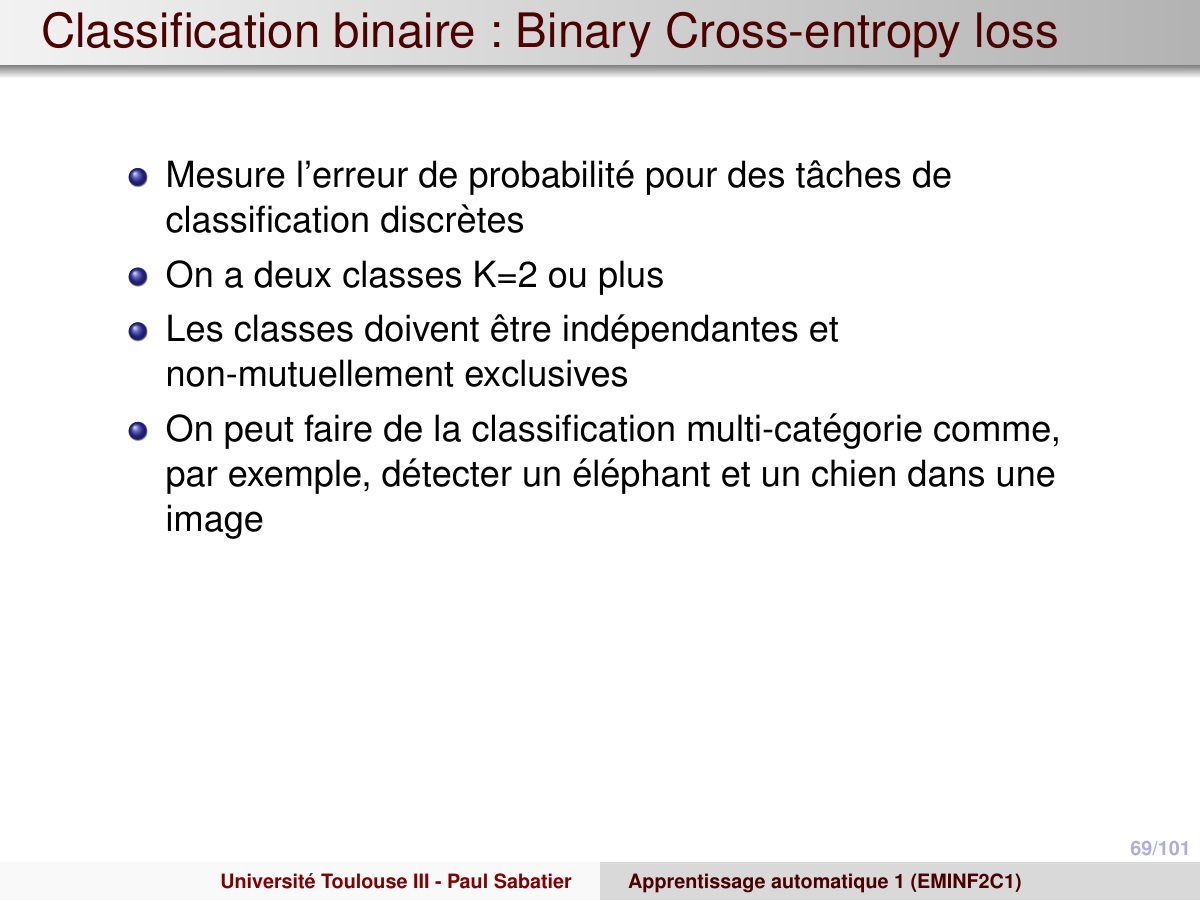 Classification binaire : Binary Cross-entropy loss
Mesure l'erreur de probabilité pour des tâches de
classification discrètes
On a deux classes K=2 ou plus
Les classes doivent être indépendantes et
non-mutuellement exclusives
On peut faire de la classification multi-catégorie comme,
par exemple, détecter un éléphant et un chien dans une
image
69/101
Université Toulouse III - Paul Sabatier
Apprentissage automatique 1 (EMINF2C1)